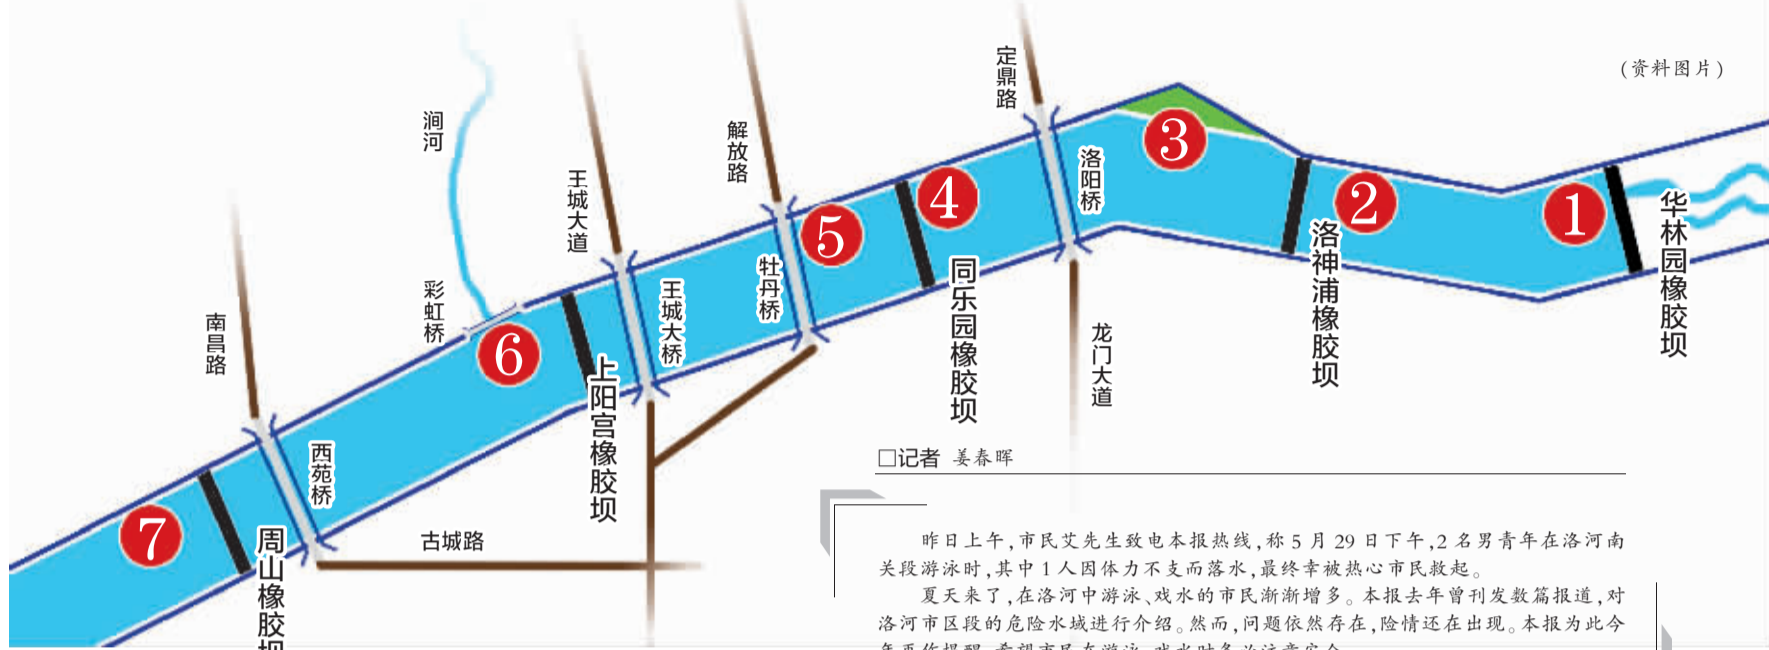 (资料图片)
定鼎路
解放路
涧河
王城大道
南昌路
彩虹桥
洛阳桥
3
2
1
4
5
6
7
华林园橡胶坝
洛神浦橡胶坝
同乐园橡胶坝
牡丹桥
王城大桥
龙门大道
上阳宫橡胶坝
西苑桥
周山橡胶坝
古城路
□记者 姜春晖
昨日上午,市民艾先生致电本报热线,称5月29日下午,2名男青年在洛河南
关段游泳时,其中1人因体力不支而落水,最终幸被热心市民救起。
夏天来了,在洛河中游泳、戏水的市民渐渐增多。本报去年曾刊发数篇报道,对
洛河市区段的危险水域进行介绍。然而,问题依然存在,险情还在出现。本报为此今